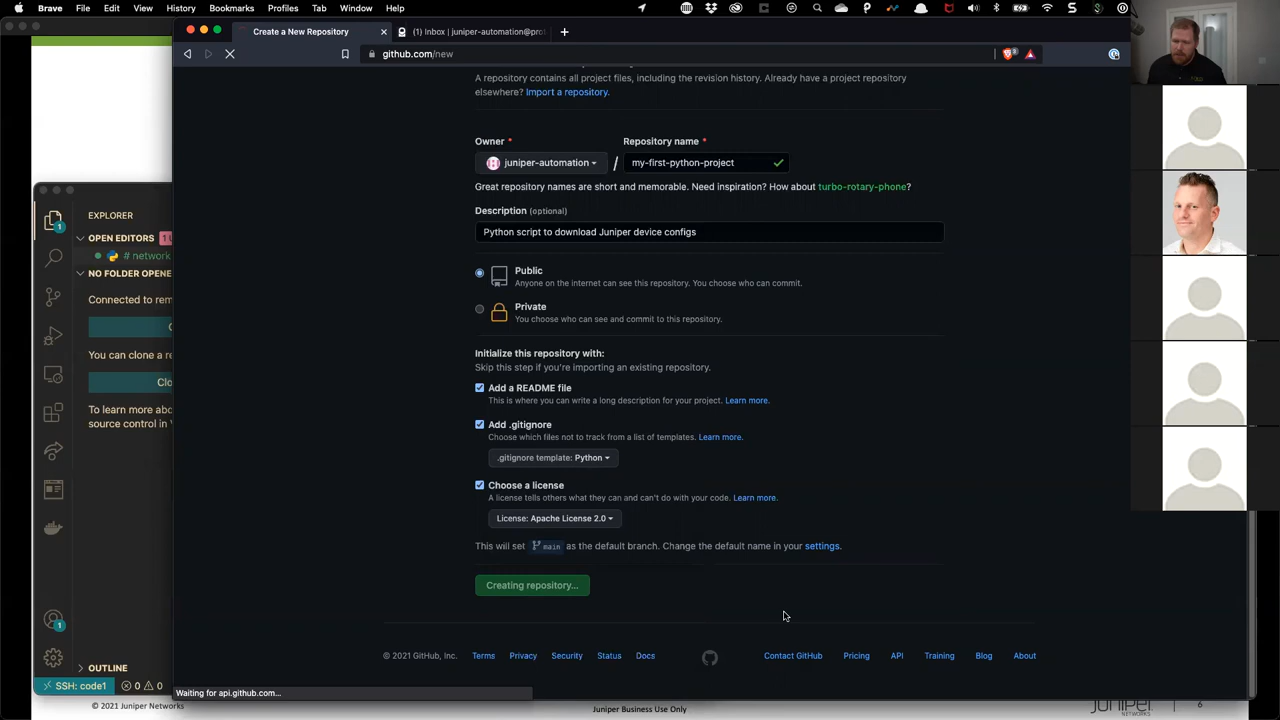 Brave File Edit View History Bookmarks Profiles Tab Window Help
Create a New Repository
(1) Inbox | juniper-automation@pro
github.com/new
A repository contains all project files, including the revision history. Already have a project repository
elsewhere? Import a repository.
Owner *
Repository name *
juniper-automation / my-first-python-project
Great repository names are short and memorable. Need inspiration? How about turbo-rotary-phone?
Description (optional)
Python script to download Juniper device configs
Public
Anyone on the internet can see this repository. You choose who can commit.
Private
You choose who can see and commit to this repository.
Initialize this repository with:
Skip this step if you're importing an existing repository.
Add a README file
This is where you can write a long description for your project. Learn more.
Add .gitignore
Choose which files not to track from a list of templates. Learn more.
.gitignore template: Python
Choose a license
A license tells others what they can and can't do with your code. Learn more.
License: Apache License 2.0
This will set main as the default branch. Change the default name in your settings.
Creating repository...
© 2021 GitHub, Inc. Terms Privacy Security Status Docs Contact GitHub Pricing API Training Blog About
Waiting for api.github.com...
EXPLORER
OPEN EDITORS 1
# network
NO FOLDER OPENE
Connected to rem
You can clone a re
Clo
To learn more abo
source control in V
OUTLINE
SSH: code1 0 0
© 2021 Juniper Networks
Juniper Business Use Only
JUNIPER
NETWORKS
6